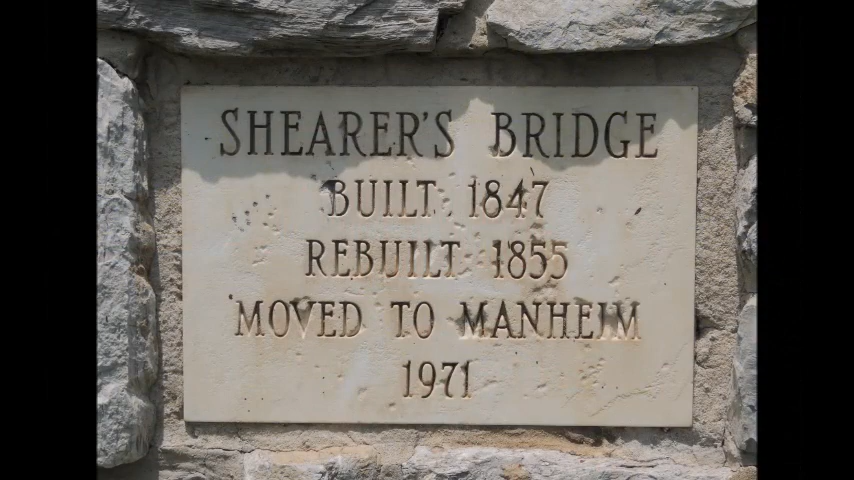 SHEARER'S BRIDGE
BUILT 1847
REBUILT 1855
MOVED TO MANHEIM
1971